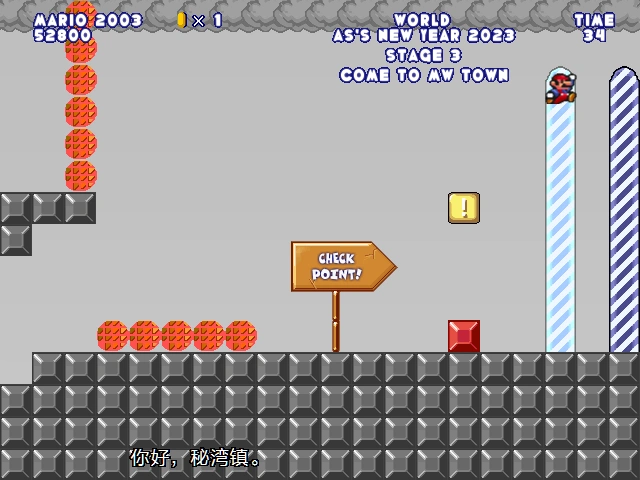 MARIO 2003 × 1 WORLD TIME
52800 AS'S NEW YEAR 2023 34
STAGE 3
COME TO MW TOWN
!
CHECK
POINT!
你好，秘湾镇。